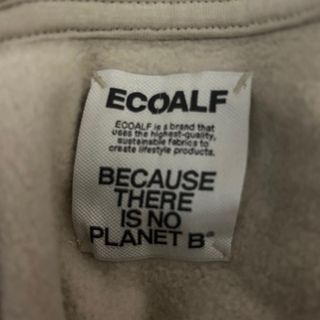 ECOALF
ECOALF is a brand that
uses the highest-quality,
sustainable fabrics to
create lifestyle products.
BECAUSE
THERE
IS NO
PLANET B®